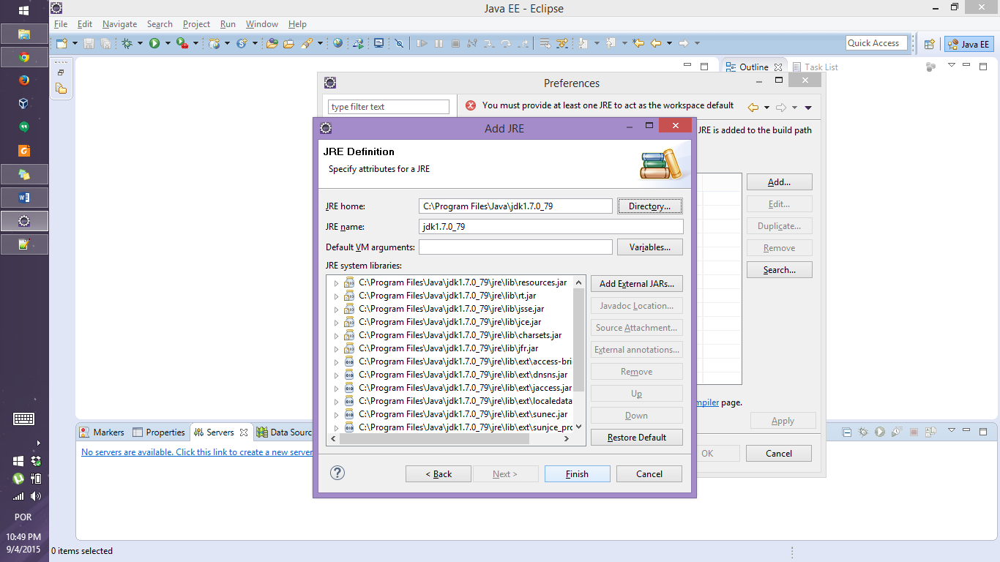 Java EE - Eclipse
File Edit Navigate Search Project Run Window Help
Quick Access
Java EE
Outline
Task List
Preferences
type filter text
You must provide at least one JRE to act as the workspace default
JRE is added to the build path
Add...
Edit...
Duplicate...
Remove
Search...
mpiler page.
Apply
OK
Cancel
Add JRE
JRE Definition
Specify attributes for a JRE
JRE home:
C:\Program Files\Java\jdk1.7.0_79
Directory...
JRE name:
jdk1.7.0_79
Default VM arguments:
Variables...
JRE system libraries:
C:\Program Files\Java\jdk1.7.0_79\jre\lib\resources.jar
C:\Program Files\Java\jdk1.7.0_79\jre\lib\rt.jar
C:\Program Files\Java\jdk1.7.0_79\jre\lib\jsse.jar
C:\Program Files\Java\jdk1.7.0_79\jre\lib\jce.jar
C:\Program Files\Java\jdk1.7.0_79\jre\lib\charsets.jar
C:\Program Files\Java\jdk1.7.0_79\jre\lib\jfr.jar
C:\Program Files\Java\jdk1.7.0_79\jre\lib\ext\access-bri
C:\Program Files\Java\jdk1.7.0_79\jre\lib\ext\dnsns.jar
C:\Program Files\Java\jdk1.7.0_79\jre\lib\ext\jaccess.jar
C:\Program Files\Java\jdk1.7.0_79\jre\lib\ext\localedata
C:\Program Files\Java\jdk1.7.0_79\jre\lib\ext\sunec.jar
C:\Program Files\Java\jdk1.7.0_79\jre\lib\ext\sunjce_pro
Add External JARs...
Javadoc Location...
Source Attachment...
External annotations...
Remove
Up
Down
Restore Default
< Back
Next >
Finish
Cancel
Markers
Properties
Servers
Data Sourc
No servers are available. Click this link to create a new server
0 items selected
POR
10:49 PM
9/4/2015